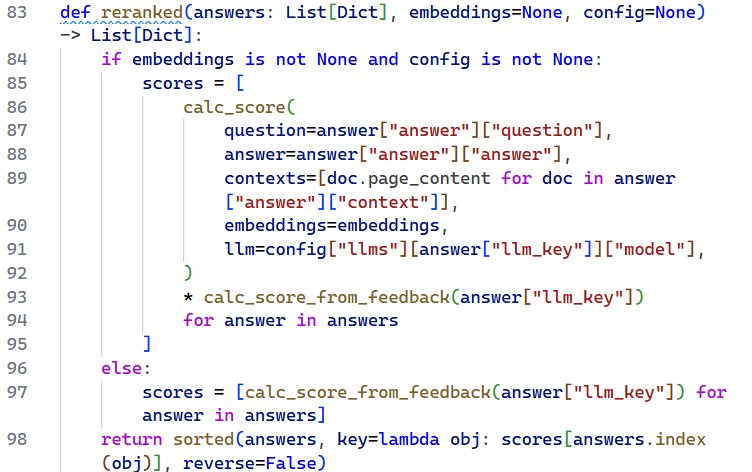 83 def reranked(answers: List[Dict], embeddings=None, config=None)
-> List[Dict]:
84 if embeddings is not None and config is not None:
85 scores = [
86 calc_score(
87 question=answer["answer"]["question"],
88 answer=answer["answer"]["answer"],
89 contexts=[doc.page_content for doc in answer
["answer"]["context"]],
90 embeddings=embeddings,
91 llm=config["llms"][answer["llm_key"]]["model"],
92 )
93 * calc_score_from_feedback(answer["llm_key"])
94 for answer in answers
95 ]
96 else:
97 scores = [calc_score_from_feedback(answer["llm_key"]) for
answer in answers]
98 return sorted(answers, key=lambda obj: scores[answers.index
(obj)], reverse=False)